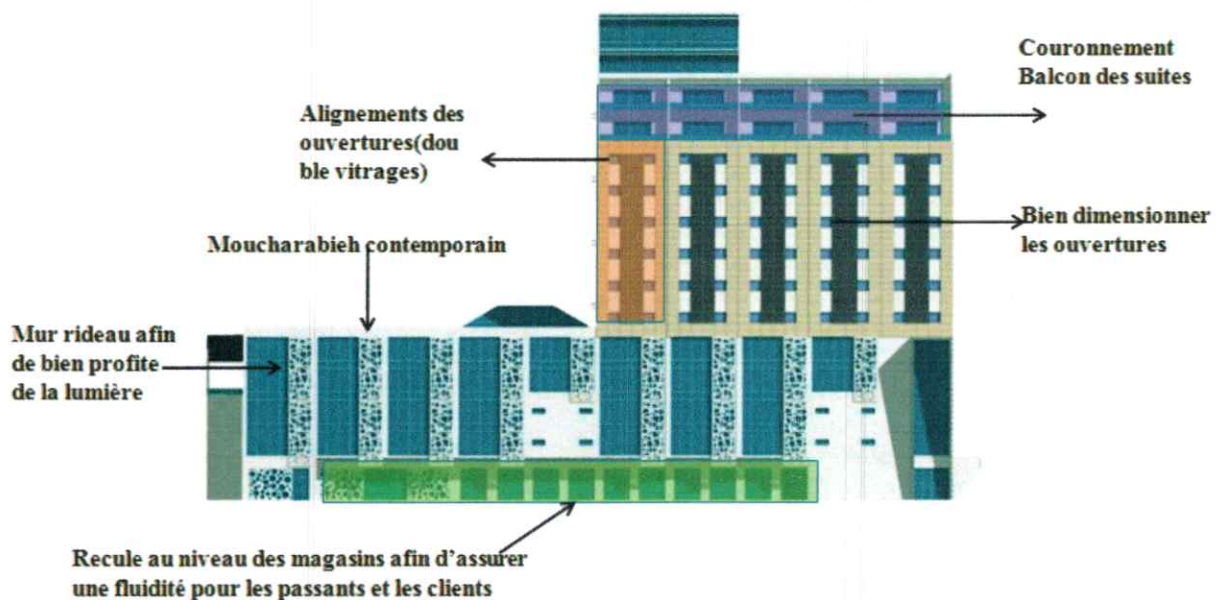 Couronnement
Balcon des suites
Alignements des
ouvertures(dou
ble vitrages)
Bien dimensionner
les ouvertures
Moucharabieh contemporain
Mur rideau afin
de bien profite
de la lumière
Recule au niveau des magasins afin d’assurer
une fluidité pour les passants et les clients